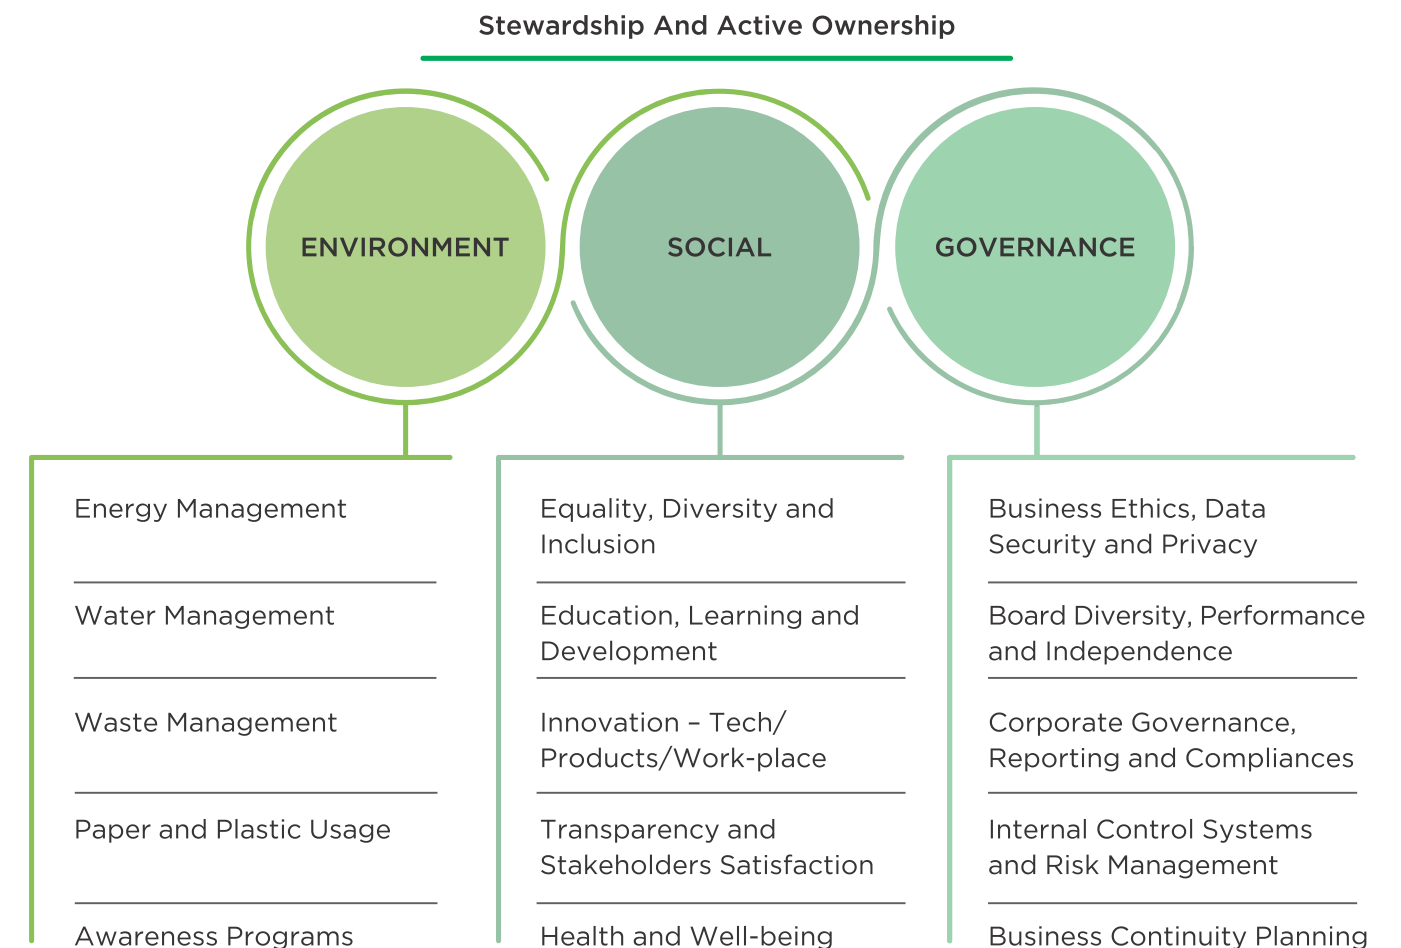 Stewardship And Active Ownership
ENVIRONMENT
SOCIAL
GOVERNANCE
Energy Management
Water Management
Waste Management
Paper and Plastic Usage
Awareness Programs
Equality, Diversity and
Inclusion
Education, Learning and
Development
Innovation – Tech/
Products/Work-place
Transparency and
Stakeholders Satisfaction
Health and Well-being
Business Ethics, Data
Security and Privacy
Board Diversity, Performance
and Independence
Corporate Governance,
Reporting and Compliances
Internal Control Systems
and Risk Management
Business Continuity Planning